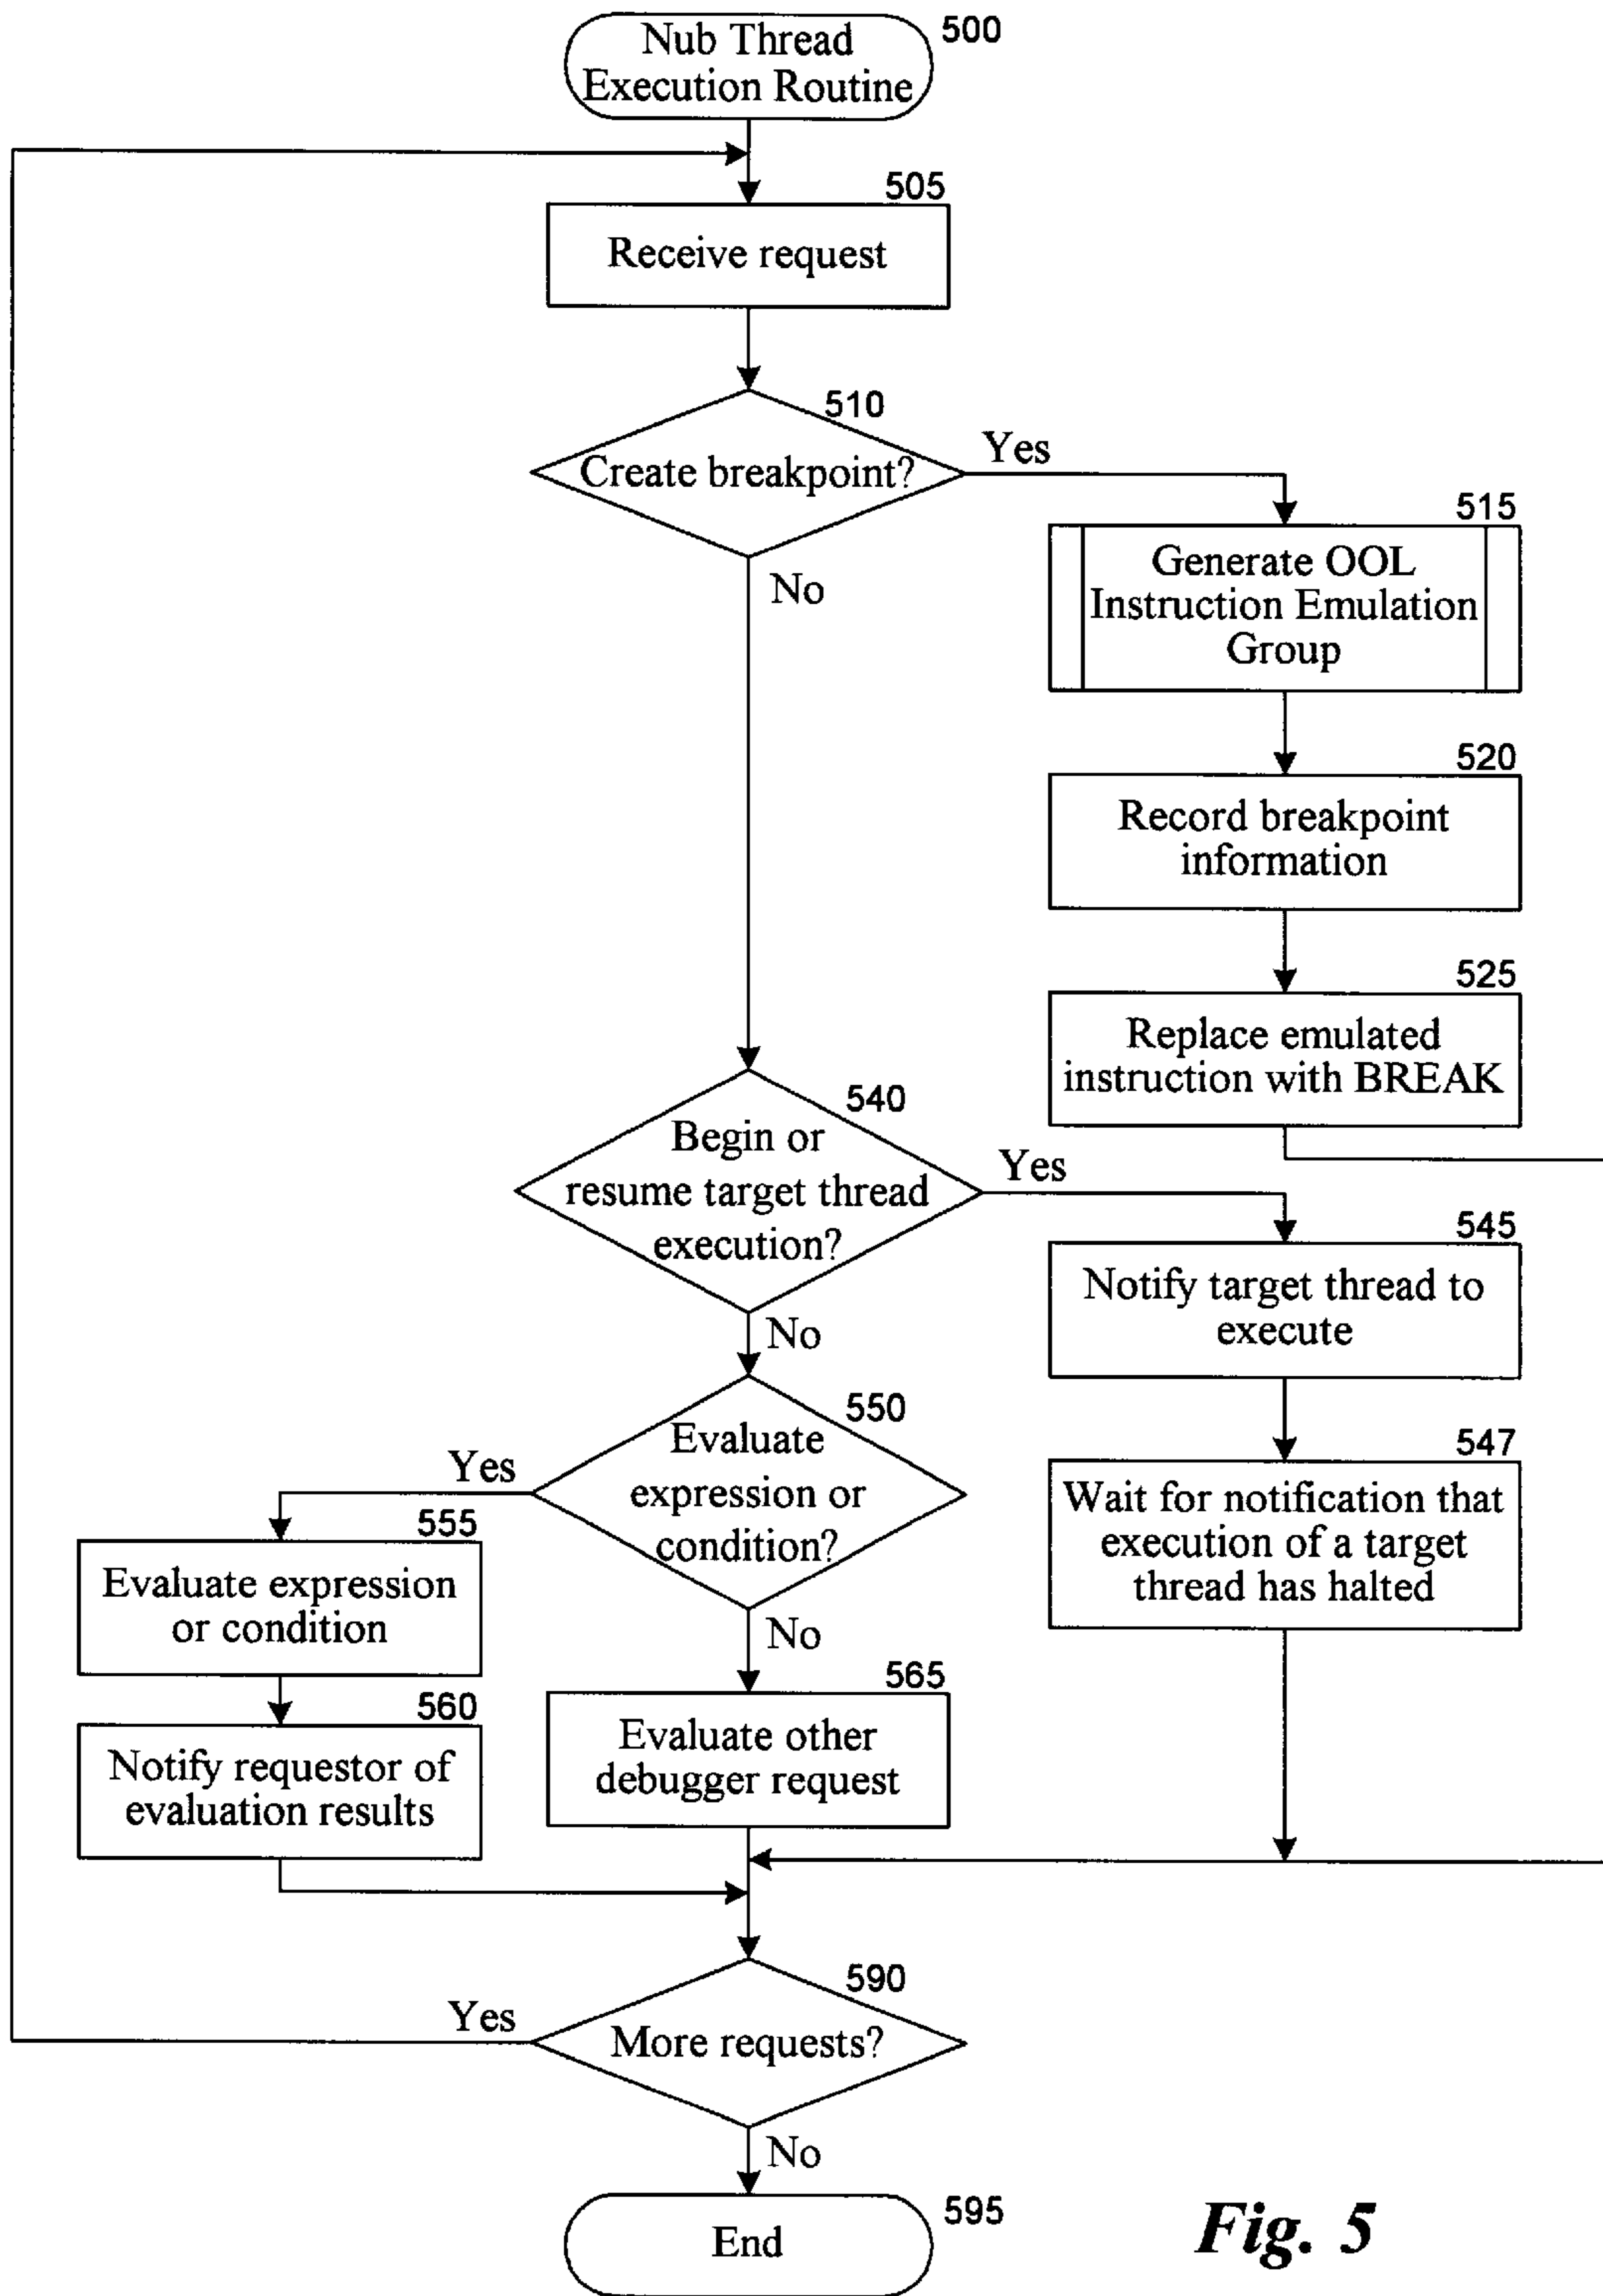 Nub Thread
Execution Routine
500
505
Receive request
510
Create breakpoint?
Yes
No
515
Generate OOL
Instruction Emulation
Group
520
Record breakpoint
information
525
Replace emulated
instruction with BREAK
540
Begin or
resume target thread
execution?
Yes
No
545
Notify target thread to
execute
547
Wait for notification that
execution of a target
thread has halted
550
Evaluate
expression or
condition?
Yes
No
555
Evaluate expression
or condition
560
Notify requestor of
evaluation results
565
Evaluate other
debugger request
590
More requests?
Yes
No
595
End
Fig. 5